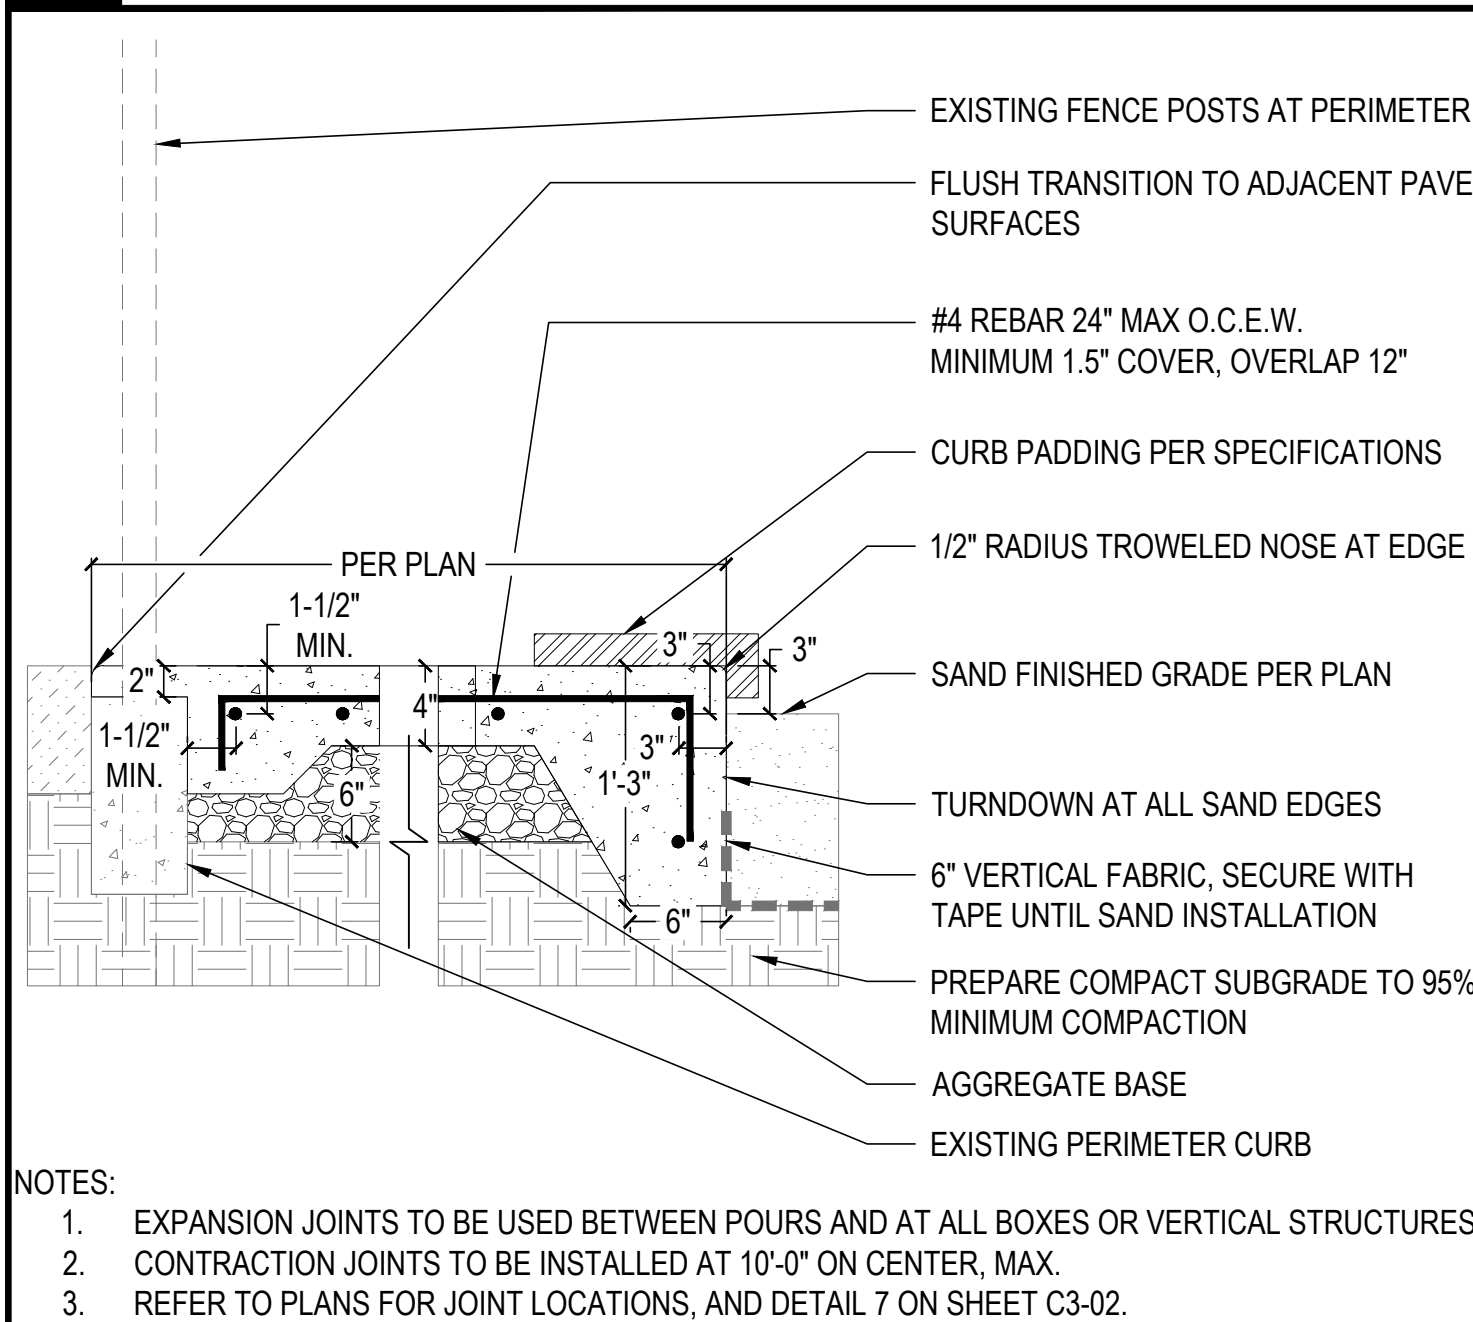 EXISTING FENCE POSTS AT PERIMETER
FLUSH TRANSITION TO ADJACENT PAVE
SURFACES
#4 REBAR 24" MAX O.C.E.W.
MINIMUM 1.5" COVER, OVERLAP 12"
CURB PADDING PER SPECIFICATIONS
1/2" RADIUS TROWELED NOSE AT EDGE
PER PLAN
1-1/2"
MIN.
3"
3"
SAND FINISHED GRADE PER PLAN
2"
4"
1-1/2"
MIN.
3"
1'-3"
6"
TURNDOWN AT ALL SAND EDGES
6" VERTICAL FABRIC, SECURE WITH
TAPE UNTIL SAND INSTALLATION
6"
PREPARE COMPACT SUBGRADE TO 95%
MINIMUM COMPACTION
AGGREGATE BASE
EXISTING PERIMETER CURB
NOTES:
1. EXPANSION JOINTS TO BE USED BETWEEN POURS AND AT ALL BOXES OR VERTICAL STRUCTURES
2. CONTRACTION JOINTS TO BE INSTALLED AT 10'-0" ON CENTER, MAX.
3. REFER TO PLANS FOR JOINT LOCATIONS, AND DETAIL 7 ON SHEET C3-02.